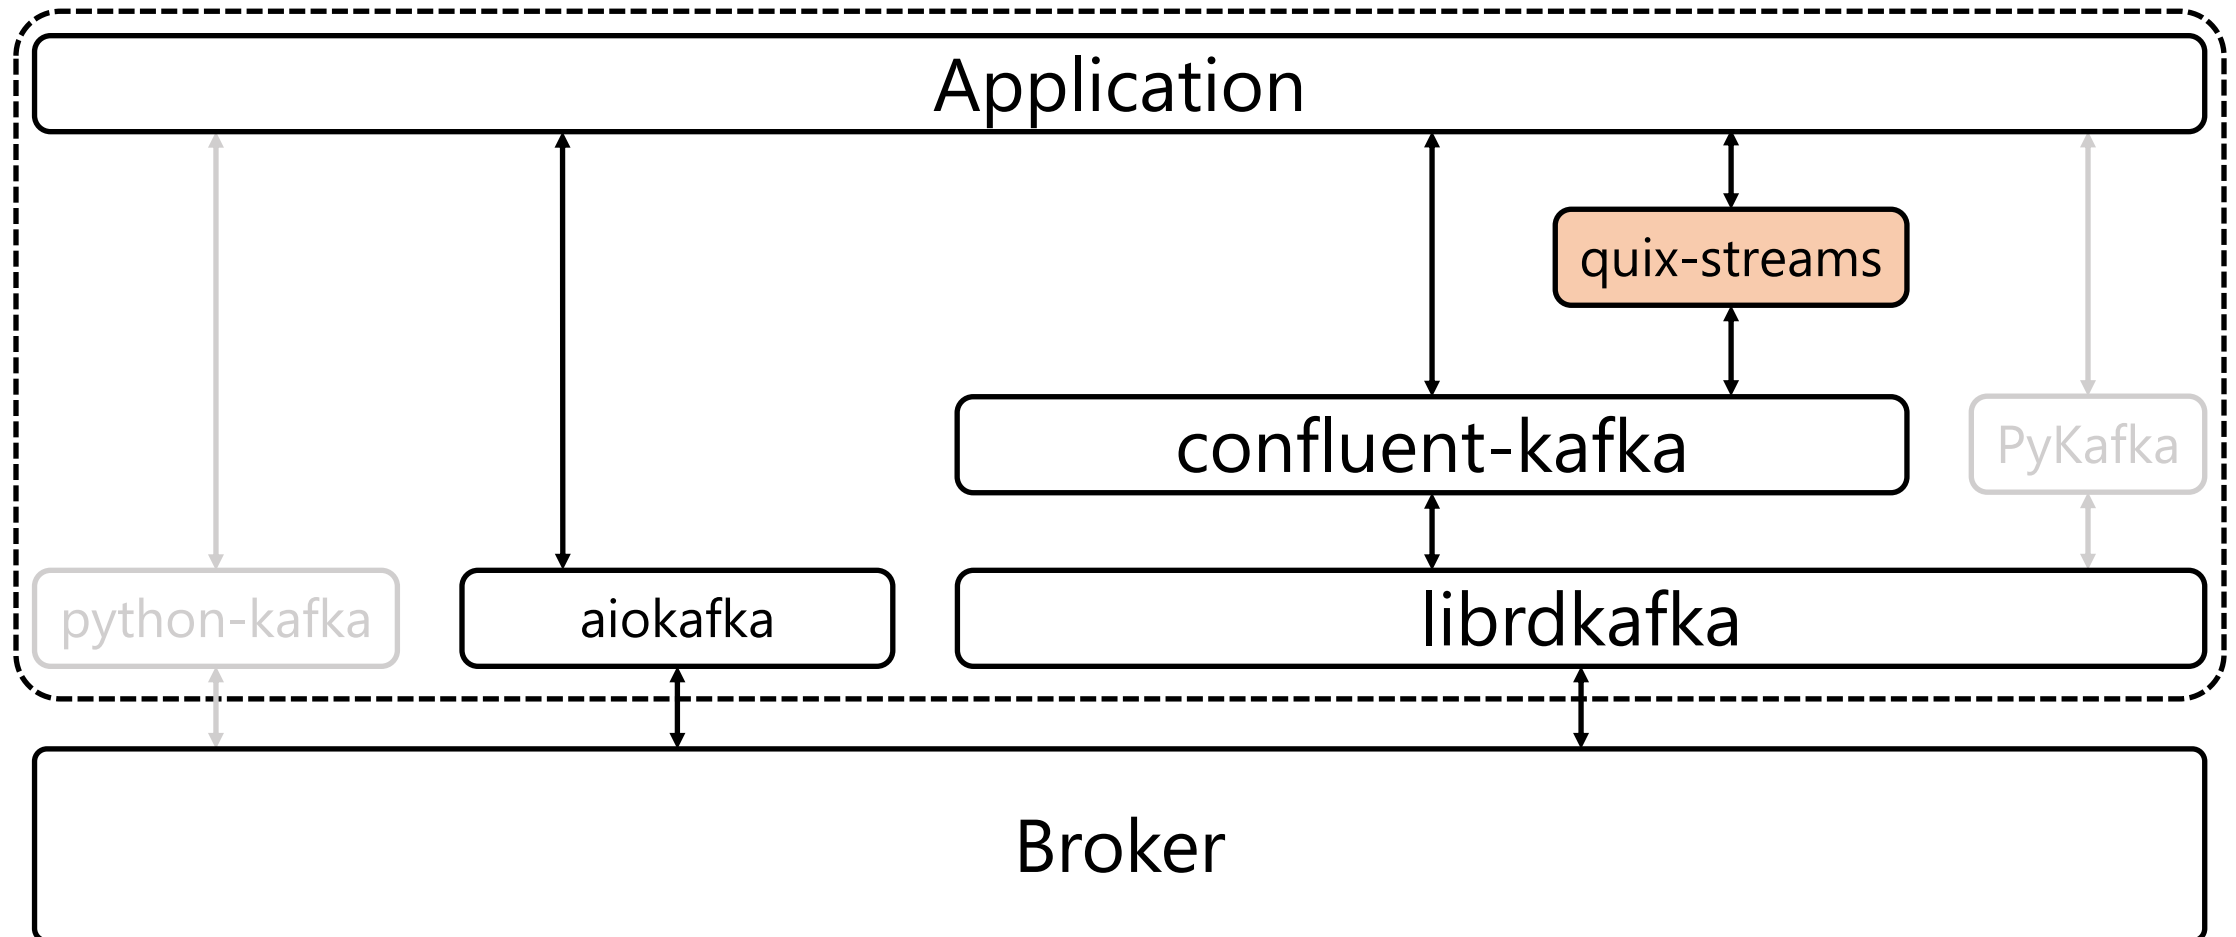 Application
quix-streams
confluent-kafka
PyKafka
python-kafka
aiokafka
librdkafka
Broker